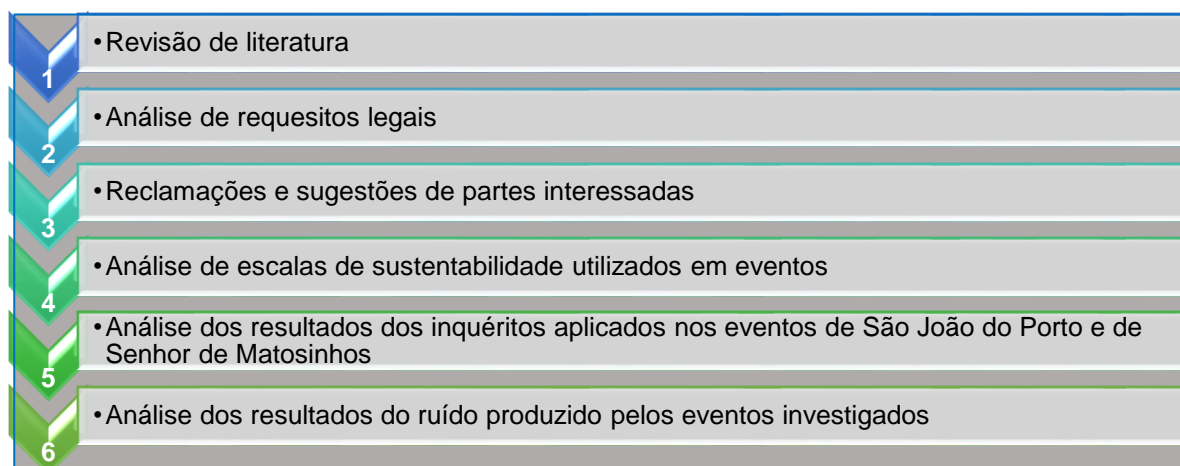 1
•Revisão de literatura
2
•Análise de requesitos legais
3
•Reclamações e sugestões de partes interessadas
4
•Análise de escalas de sustentabilidade utilizados em eventos
5
•Análise dos resultados dos inquéritos aplicados nos eventos de São João do Porto e de
Senhor de Matosinhos
6
•Análise dos resultados do ruído produzido pelos eventos investigados